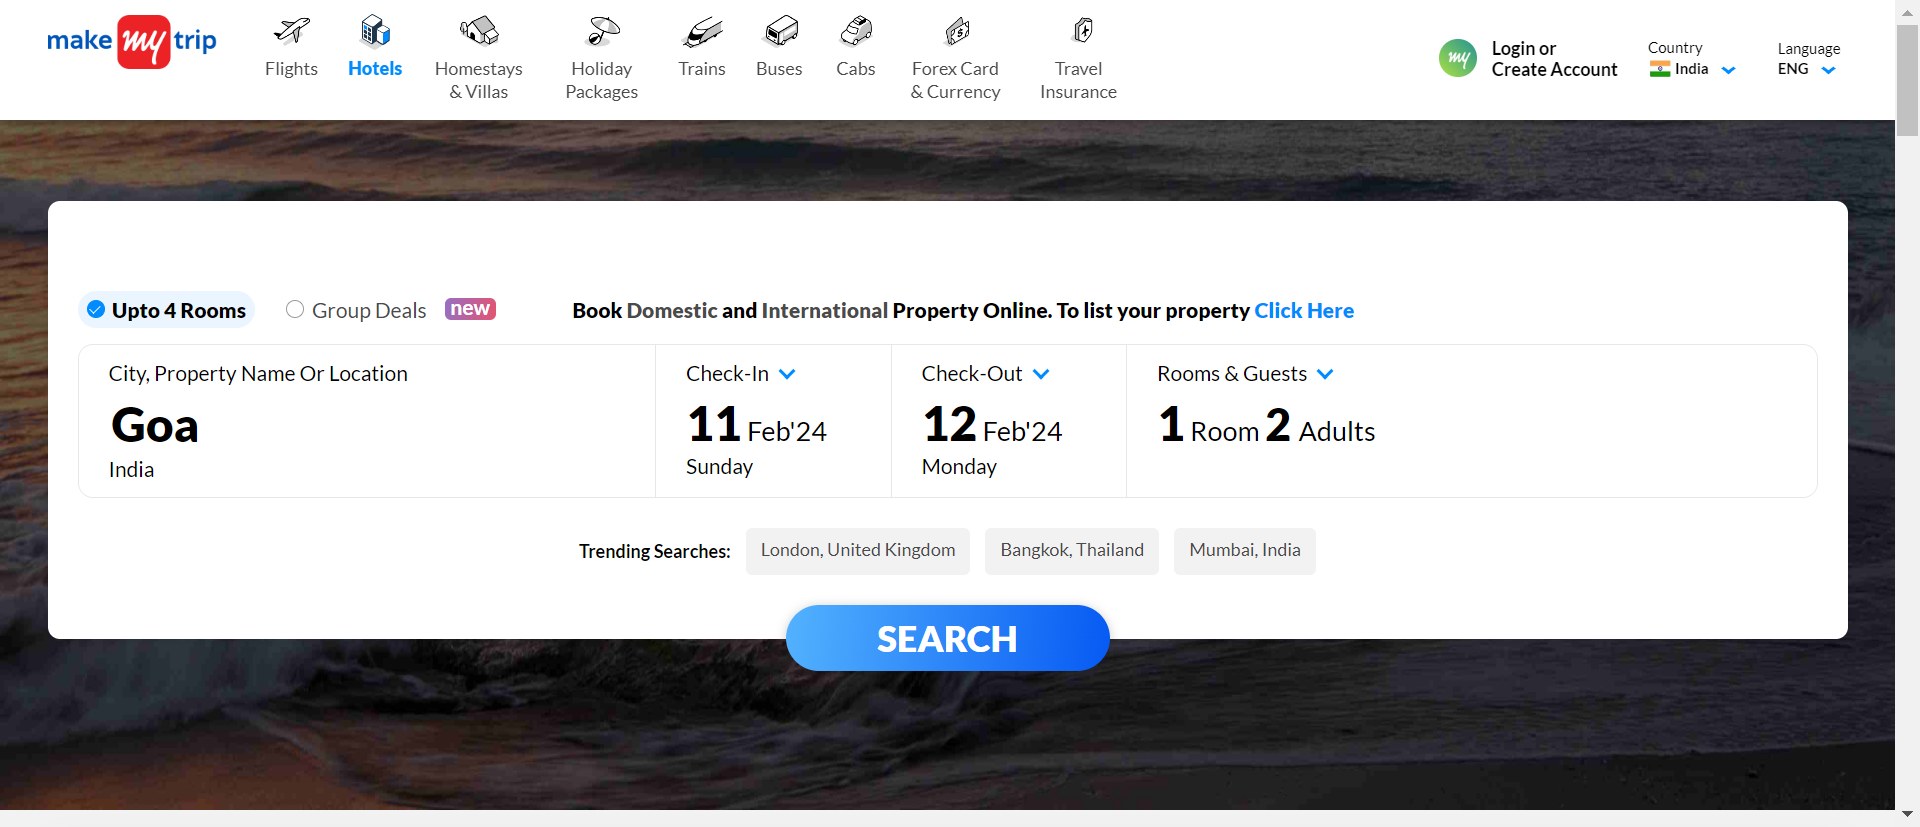 make my trip
Flights
Hotels
Homestays
& Villas
Holiday
Packages
Trains
Buses
Cabs
Forex Card
& Currency
Travel
Insurance
my
Login or
Create Account
Country
India
Language
ENG
Upto 4 Rooms
Group Deals new
Book Domestic and International Property Online. To list your property Click Here
City, Property Name Or Location
Goa
India
Check-In
11 Feb'24
Sunday
Check-Out
12 Feb'24
Monday
Rooms & Guests
1 Room 2 Adults
Trending Searches: London, United Kingdom Bangkok, Thailand Mumbai, India
SEARCH